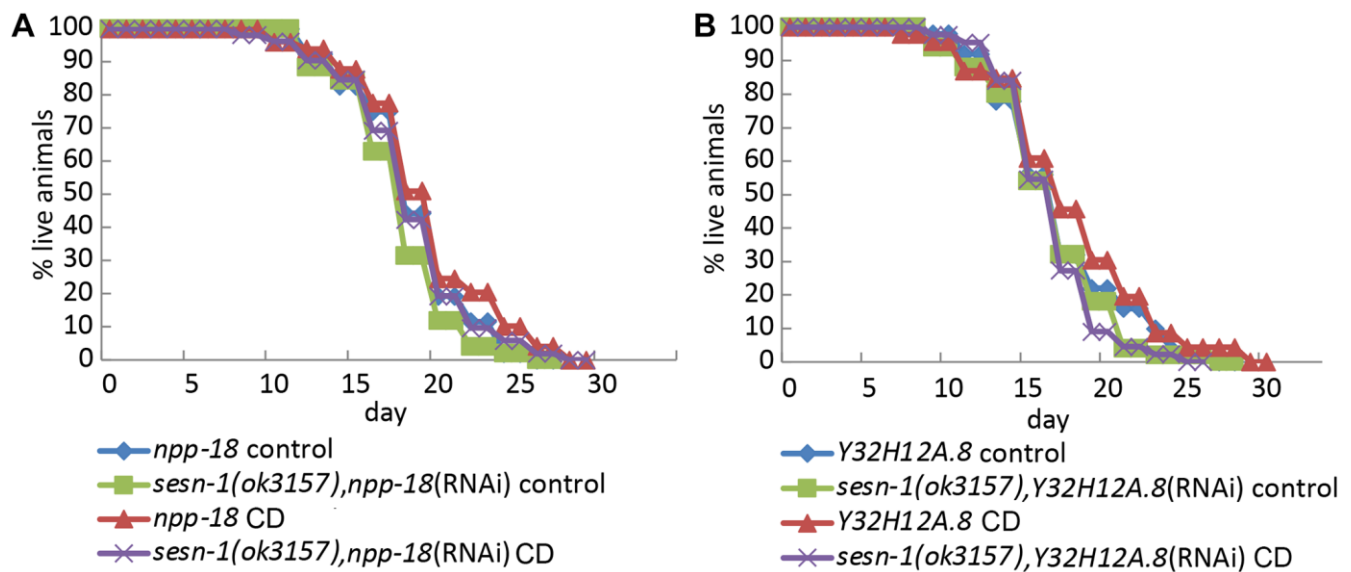 A
% live animals
100
90
80
70
60
50
40
30
20
10
0
0 5 10 15 20 25 30
day
npp-18 control
sesn-1(ok3157),npp-18(RNAi) control
npp-18 CD
sesn-1(ok3157),npp-18(RNAi) CD
B
% live animals
100
90
80
70
60
50
40
30
20
10
0
0 5 10 15 20 25 30
day
Y32H12A.8 control
sesn-1(ok3157),Y32H12A.8(RNAi) control
Y32H12A.8 CD
sesn-1(ok3157),Y32H12A.8(RNAi) CD